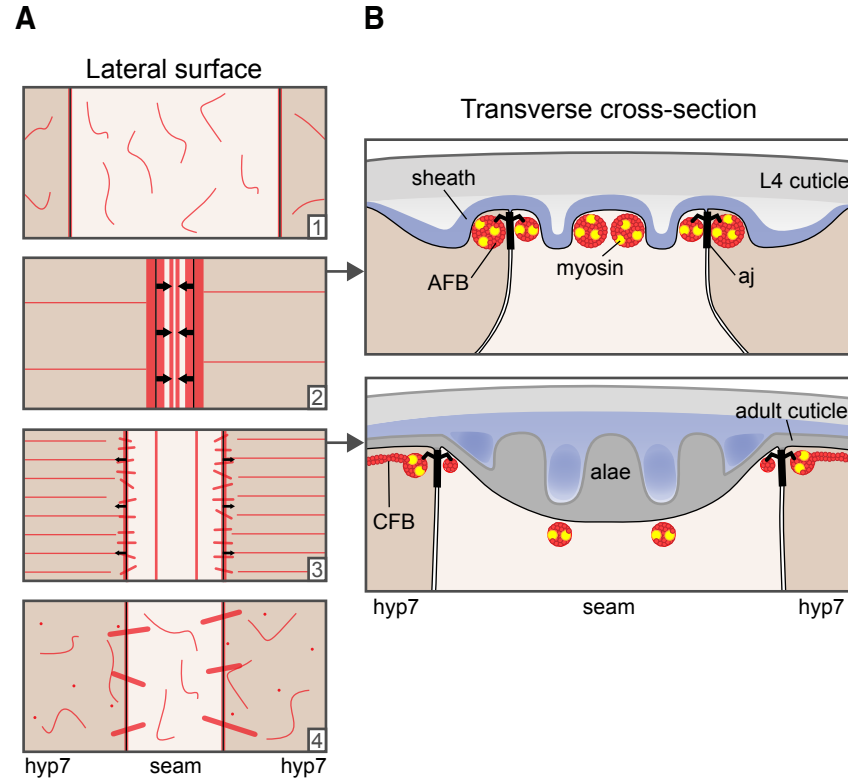 A
Lateral surface
1
2
3
4
hyp7
seam
hyp7
B
Transverse cross-section
sheath
L4 cuticle
AFB
myosin
aj
adult cuticle
alae
CFB
hyp7
seam
hyp7